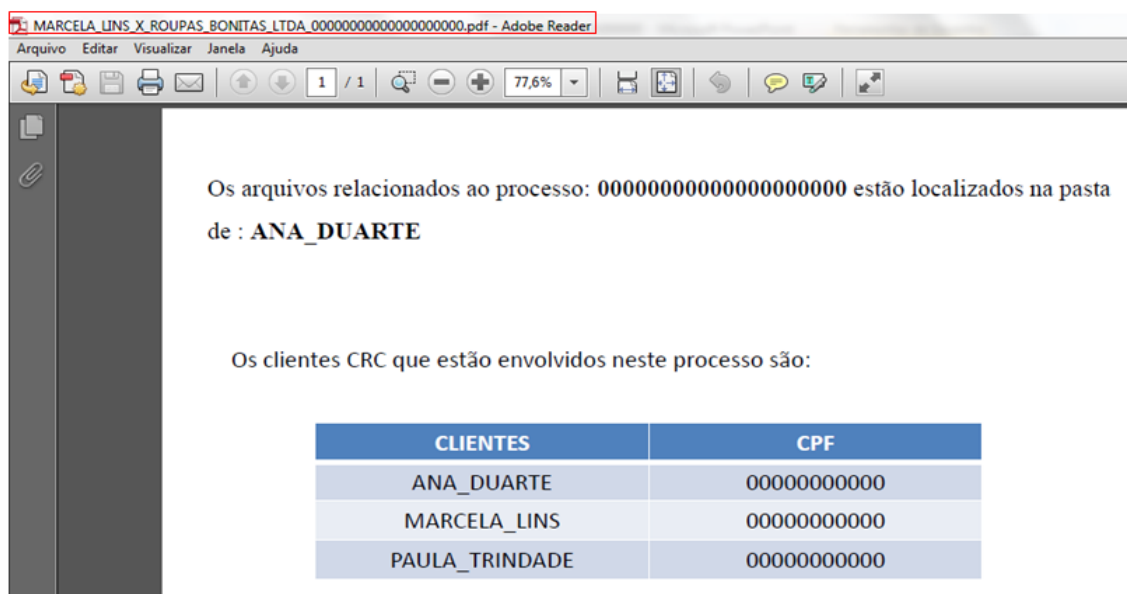 MARCELA_LINS_X_ROUPAS_BONITAS_LTDA_00000000000000000000.pdf - Adobe Reader
Arquivo Editar Visualizar Janela Ajuda
1 / 1 77,6%
Os arquivos relacionados ao processo: 00000000000000000000 estão localizados na pasta
de : ANA_DUARTE
Os clientes CRC que estão envolvidos neste processo são:
CLIENTES CPF
ANA_DUARTE 00000000000
MARCELA_LINS 00000000000
PAULA_TRINDADE 00000000000